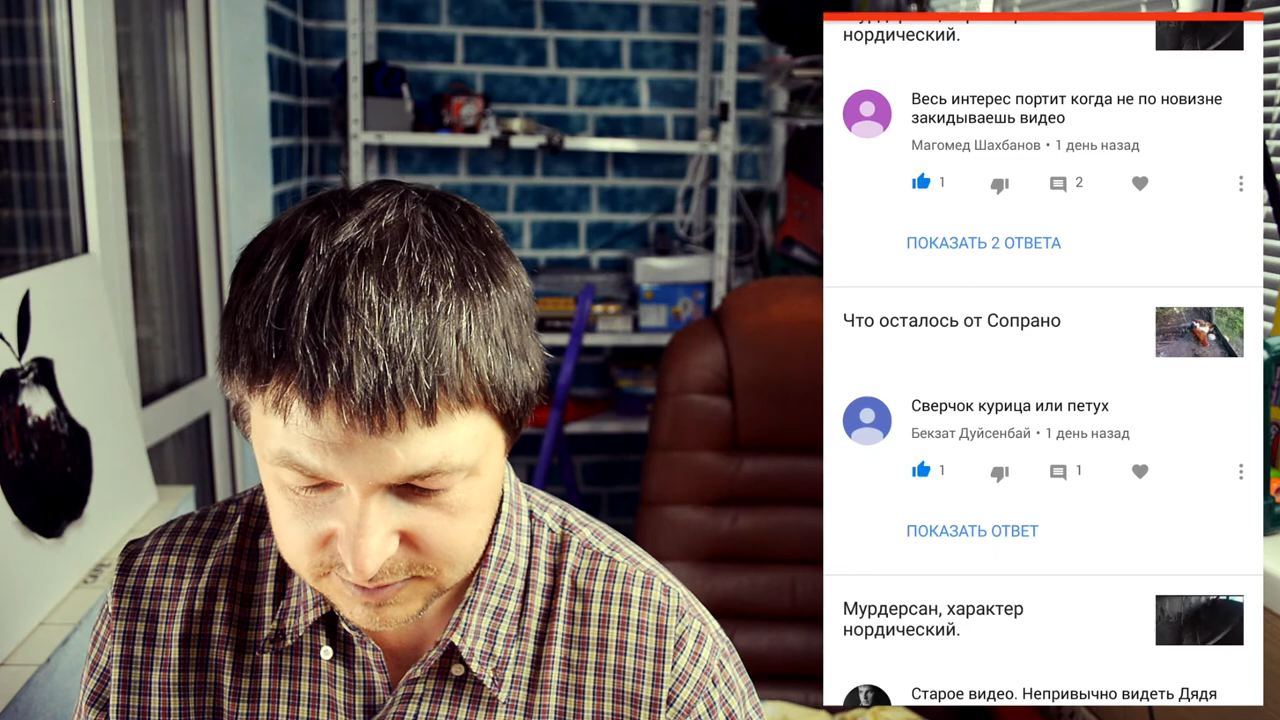 нордический.
Весь интерес портит когда не по новизне
закидываешь видео
Магомед Шахбанов • 1 день назад
1
2
ПОКАЗАТЬ 2 ОТВЕТА
Что осталось от Сопрано
Сверчок курица или петух
Бекзат Дуйсенбай • 1 день назад
1
1
ПОКАЗАТЬ ОТВЕТ
Мурдерсан, характер
нордический.
Старое видео. Непривычно видеть Дядя